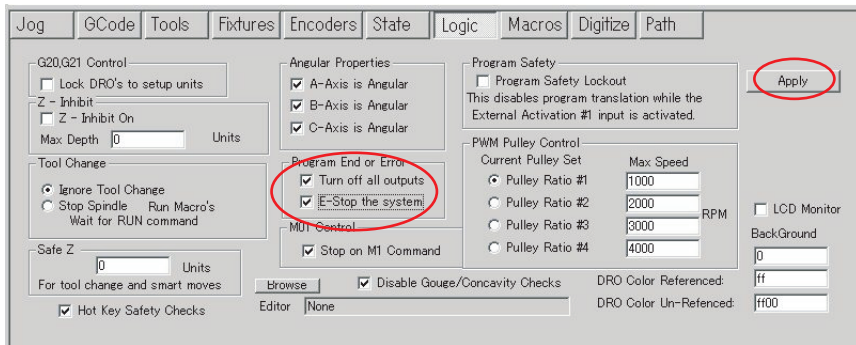 Jog GCode Tools Fixtures Encoders State Logic Macros Digitize Path
G20,G21 Control
Lock DRO's to setup units
Z - Inhibit
Z - Inhibit On
Max Depth 0 Units
Tool Change
Ignore Tool Change
Stop Spindle Run Macro's
Wait for RUN command
Safe Z
0 Units
For tool change and smart moves
Hot Key Safety Checks
Angular Properties
A-Axis is Angular
B-Axis is Angular
C-Axis is Angular
Program End or Error
Turn off all outputs
E-Stop the system
M01 Control
Stop on M1 Command
Program Safety
Program Safety Lockout
This disables program translation while the
External Activation #1 input is activated.
PWM Pulley Control
Current Pulley Set Max Speed
Pulley Ratio #1 1000
Pulley Ratio #2 2000
Pulley Ratio #3 3000
Pulley Ratio #4 4000
RPM
Browse Disable Gouge/Concavity Checks
Editor None
Apply
LCD Monitor
BackGround
0
DRO Color Referenced: ff
DRO Color Un-Refenced: ff00